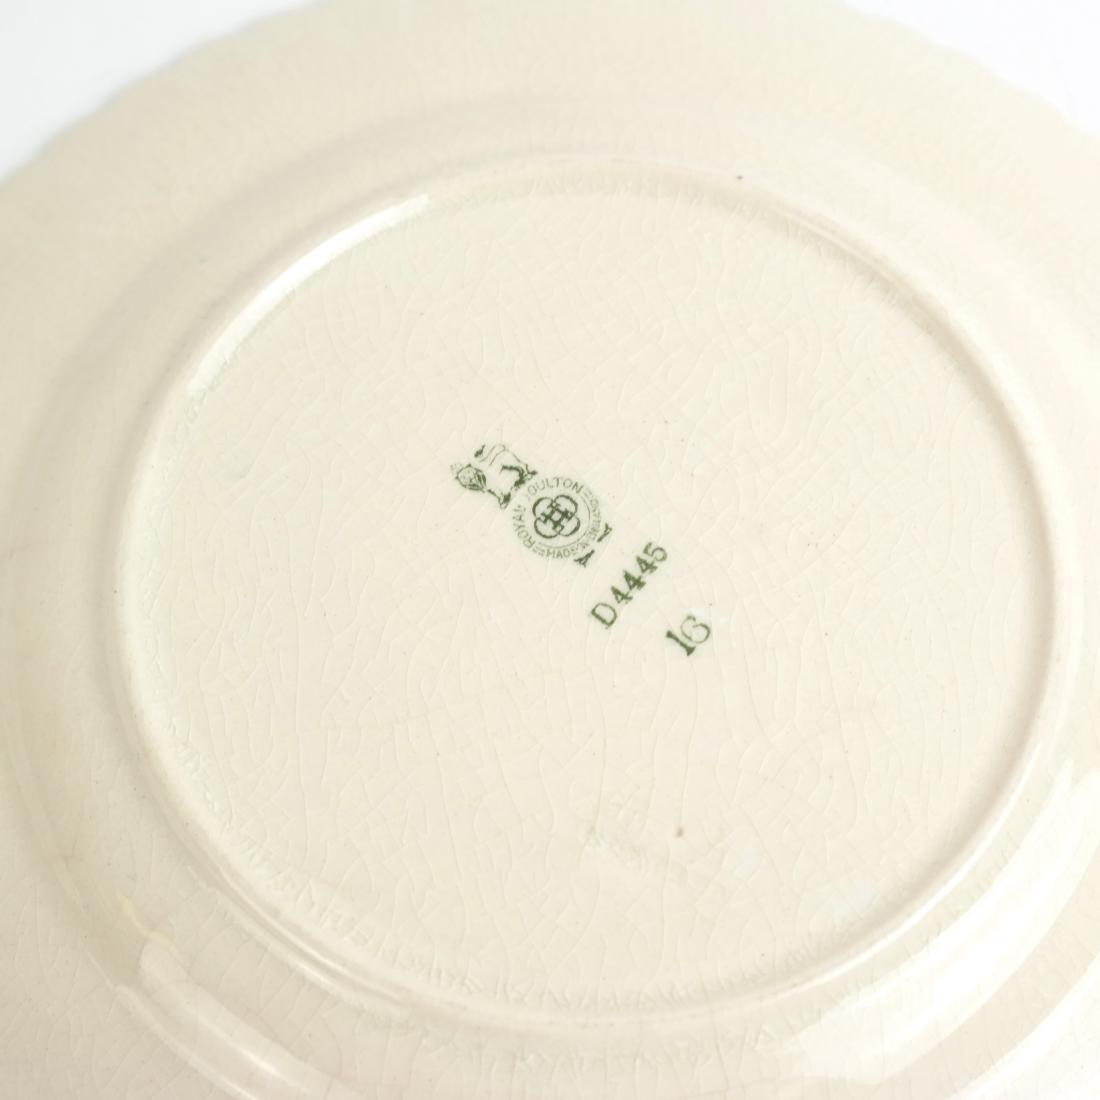 ROYAL DOULTON
MADE IN ENGLAND
D4445
16